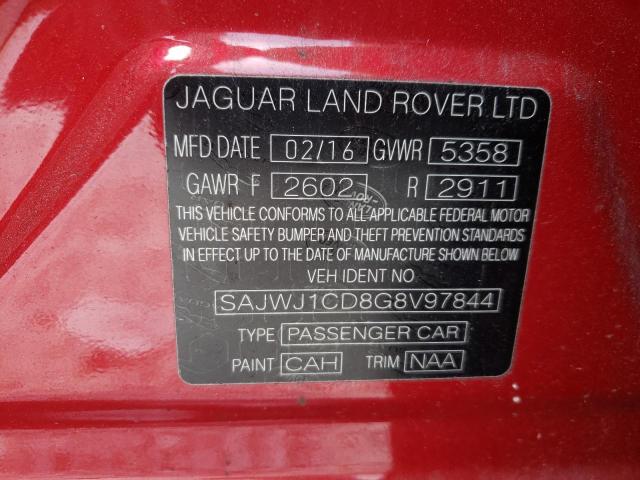 JAGUAR LAND ROVER LTD
MFD DATE 02/16 GVWR 5358
GAWR F 2602 R 2911
THIS VEHICLE CONFORMS TO ALL APPLICABLE FEDERAL MOTOR
VEHICLE SAFETY BUMPER AND THEFT PREVENTION STANDARDS
IN EFFECT UP TO THE DATE OF MANUFACTURE SHOWN BELOW
VEH IDENT NO
SAJWJ1CD8G8V97844
TYPE PASSENGER CAR
PAINT CAH TRIM NAA